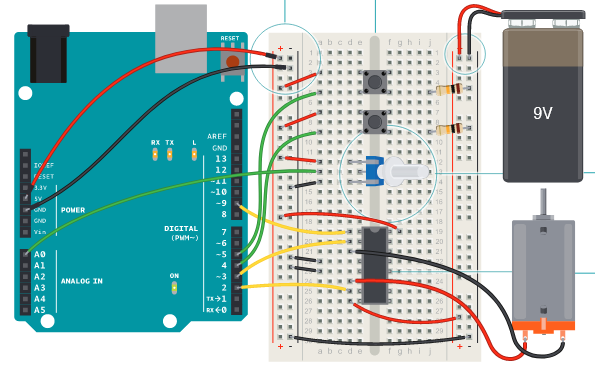 RESET
+ -
+ -
a b c d e
f g h i j
AREF
GND
RX TX
L
13
12
~11
~10
~9
8
IOREF
RESET
3.3V
5V
GND
GND
Vin
POWER
DIGITAL
(PWM~)
7
~6
~5
4
~3
2
TX→1
RX←0
A0
A1
A2
A3
A4
A5
ANALOG IN
ON
9V
a b c d e
f g h i j
+ -
+ -